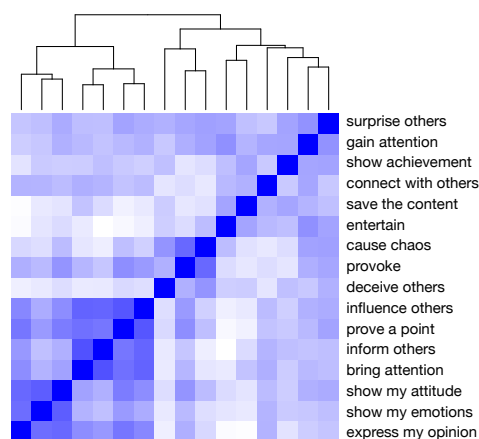 surprise others
gain attention
show achievement
connect with others
save the content
entertain
cause chaos
provoke
deceive others
influence others
prove a point
inform others
bring attention
show my attitude
show my emotions
express my opinion